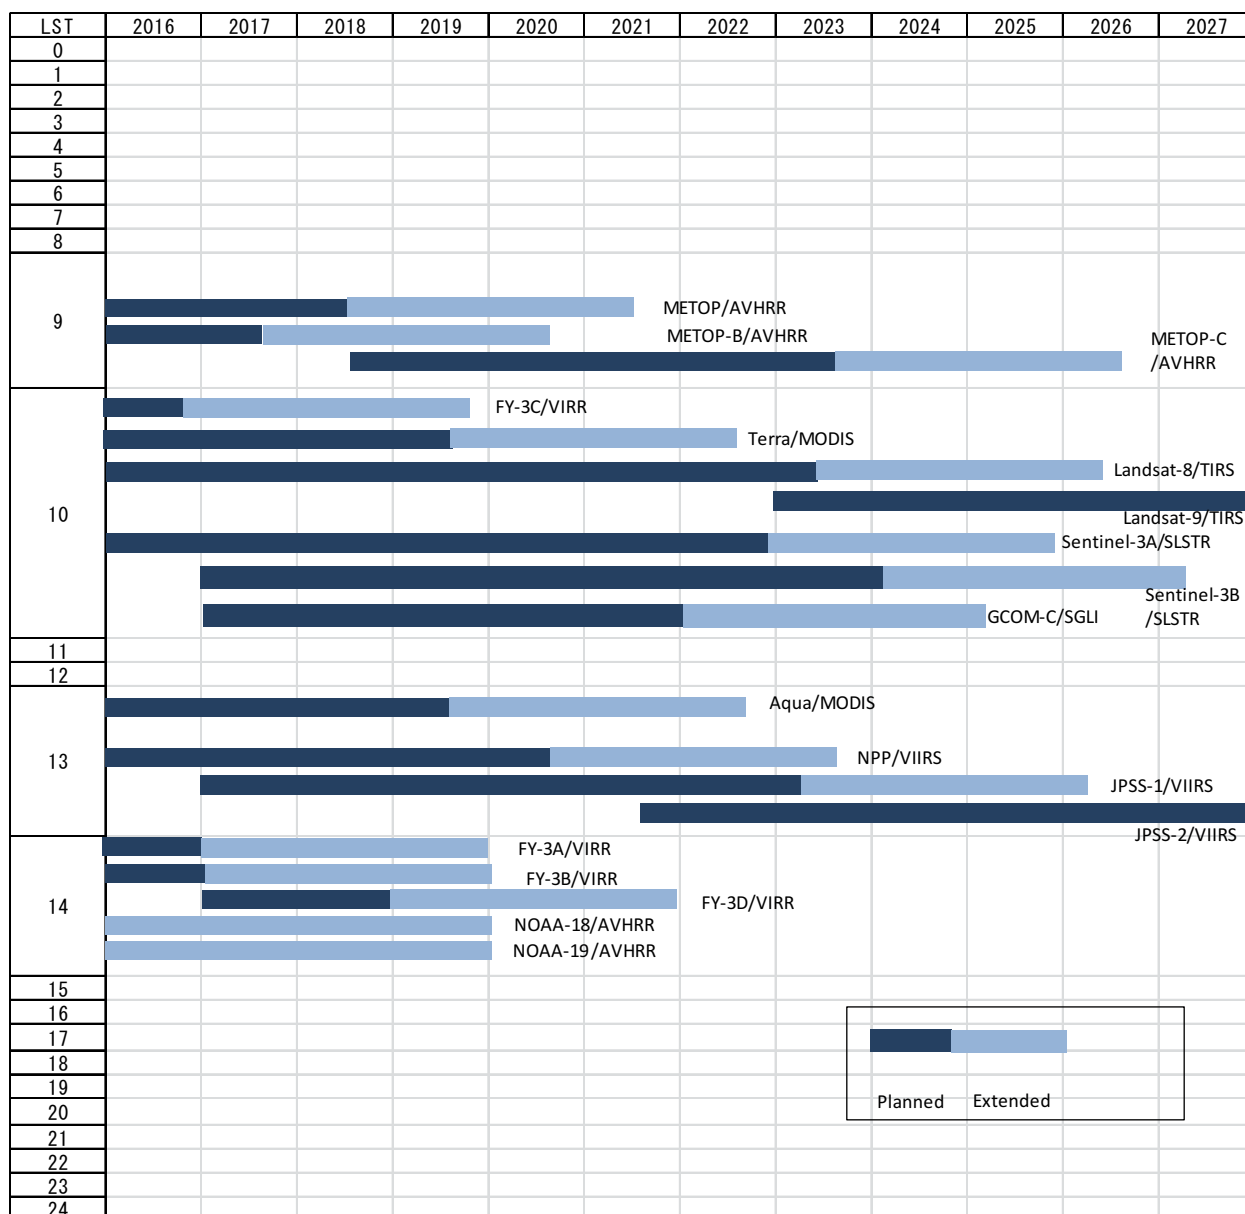 LST 2016 2017 2018 2019 2020 2021 2022 2023 2024 2025 2026 2027
0
1
2
3
4
5
6
7
8
9
METOP/AVHRR
METOP-B/AVHRR
METOP-C
/AVHRR
10
FY-3C/VIRR
Terra/MODIS
Landsat-8/TIRS
Landsat-9/TIRS
Sentinel-3A/SLSTR
Sentinel-3B
/SLSTR
GCOM-C/SGLI
11
12
13
Aqua/MODIS
NPP/VIIRS
JPSS-1/VIIRS
JPSS-2/VIIRS
14
FY-3A/VIRR
FY-3B/VIRR
FY-3D/VIRR
NOAA-18/AVHRR
NOAA-19/AVHRR
15
16
17
18
19
20
Planned Extended
21
22
23
24